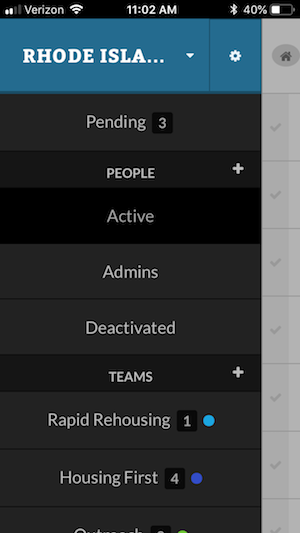 Verizon 11:02 AM 40%
RHODE ISLA...
Pending 3
PEOPLE +
Active
Admins
Deactivated
TEAMS +
Rapid Rehousing 1
Housing First 4
Outreach